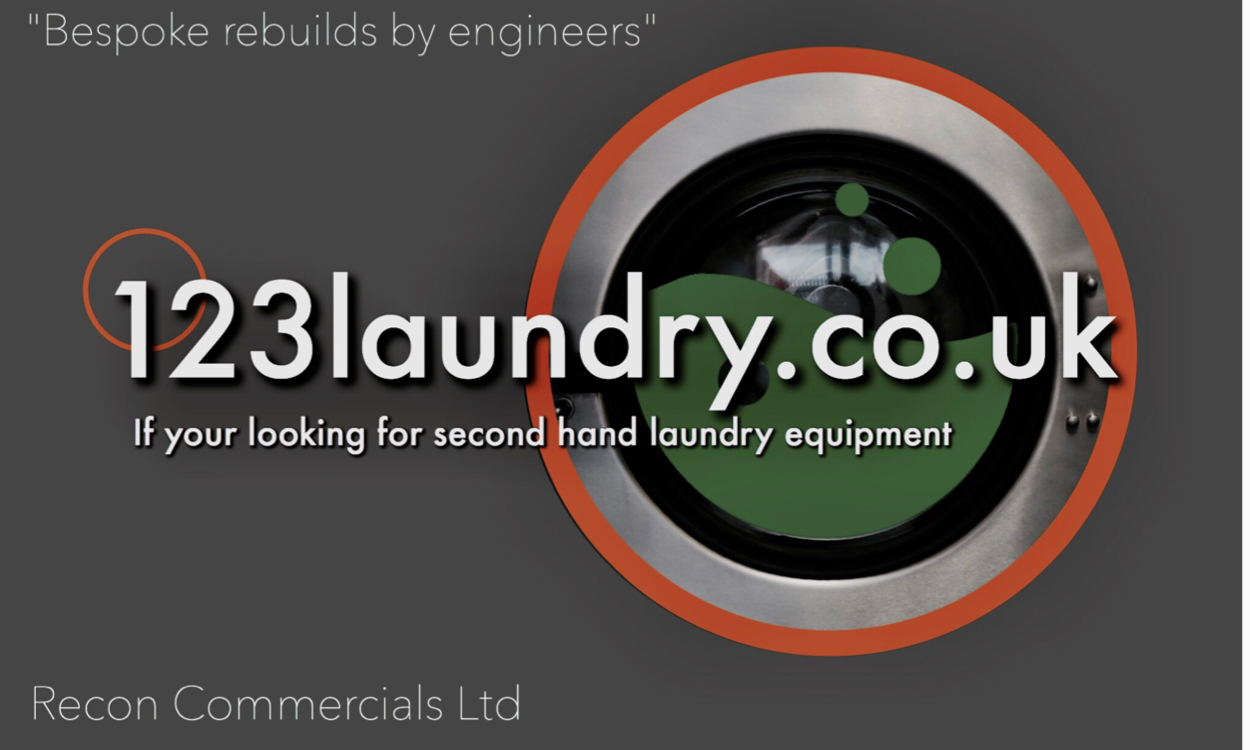 "Bespoke rebuilds by engineers"
123laundry.co.uk
If your looking for second hand laundry equipment
Recon Commercials Ltd